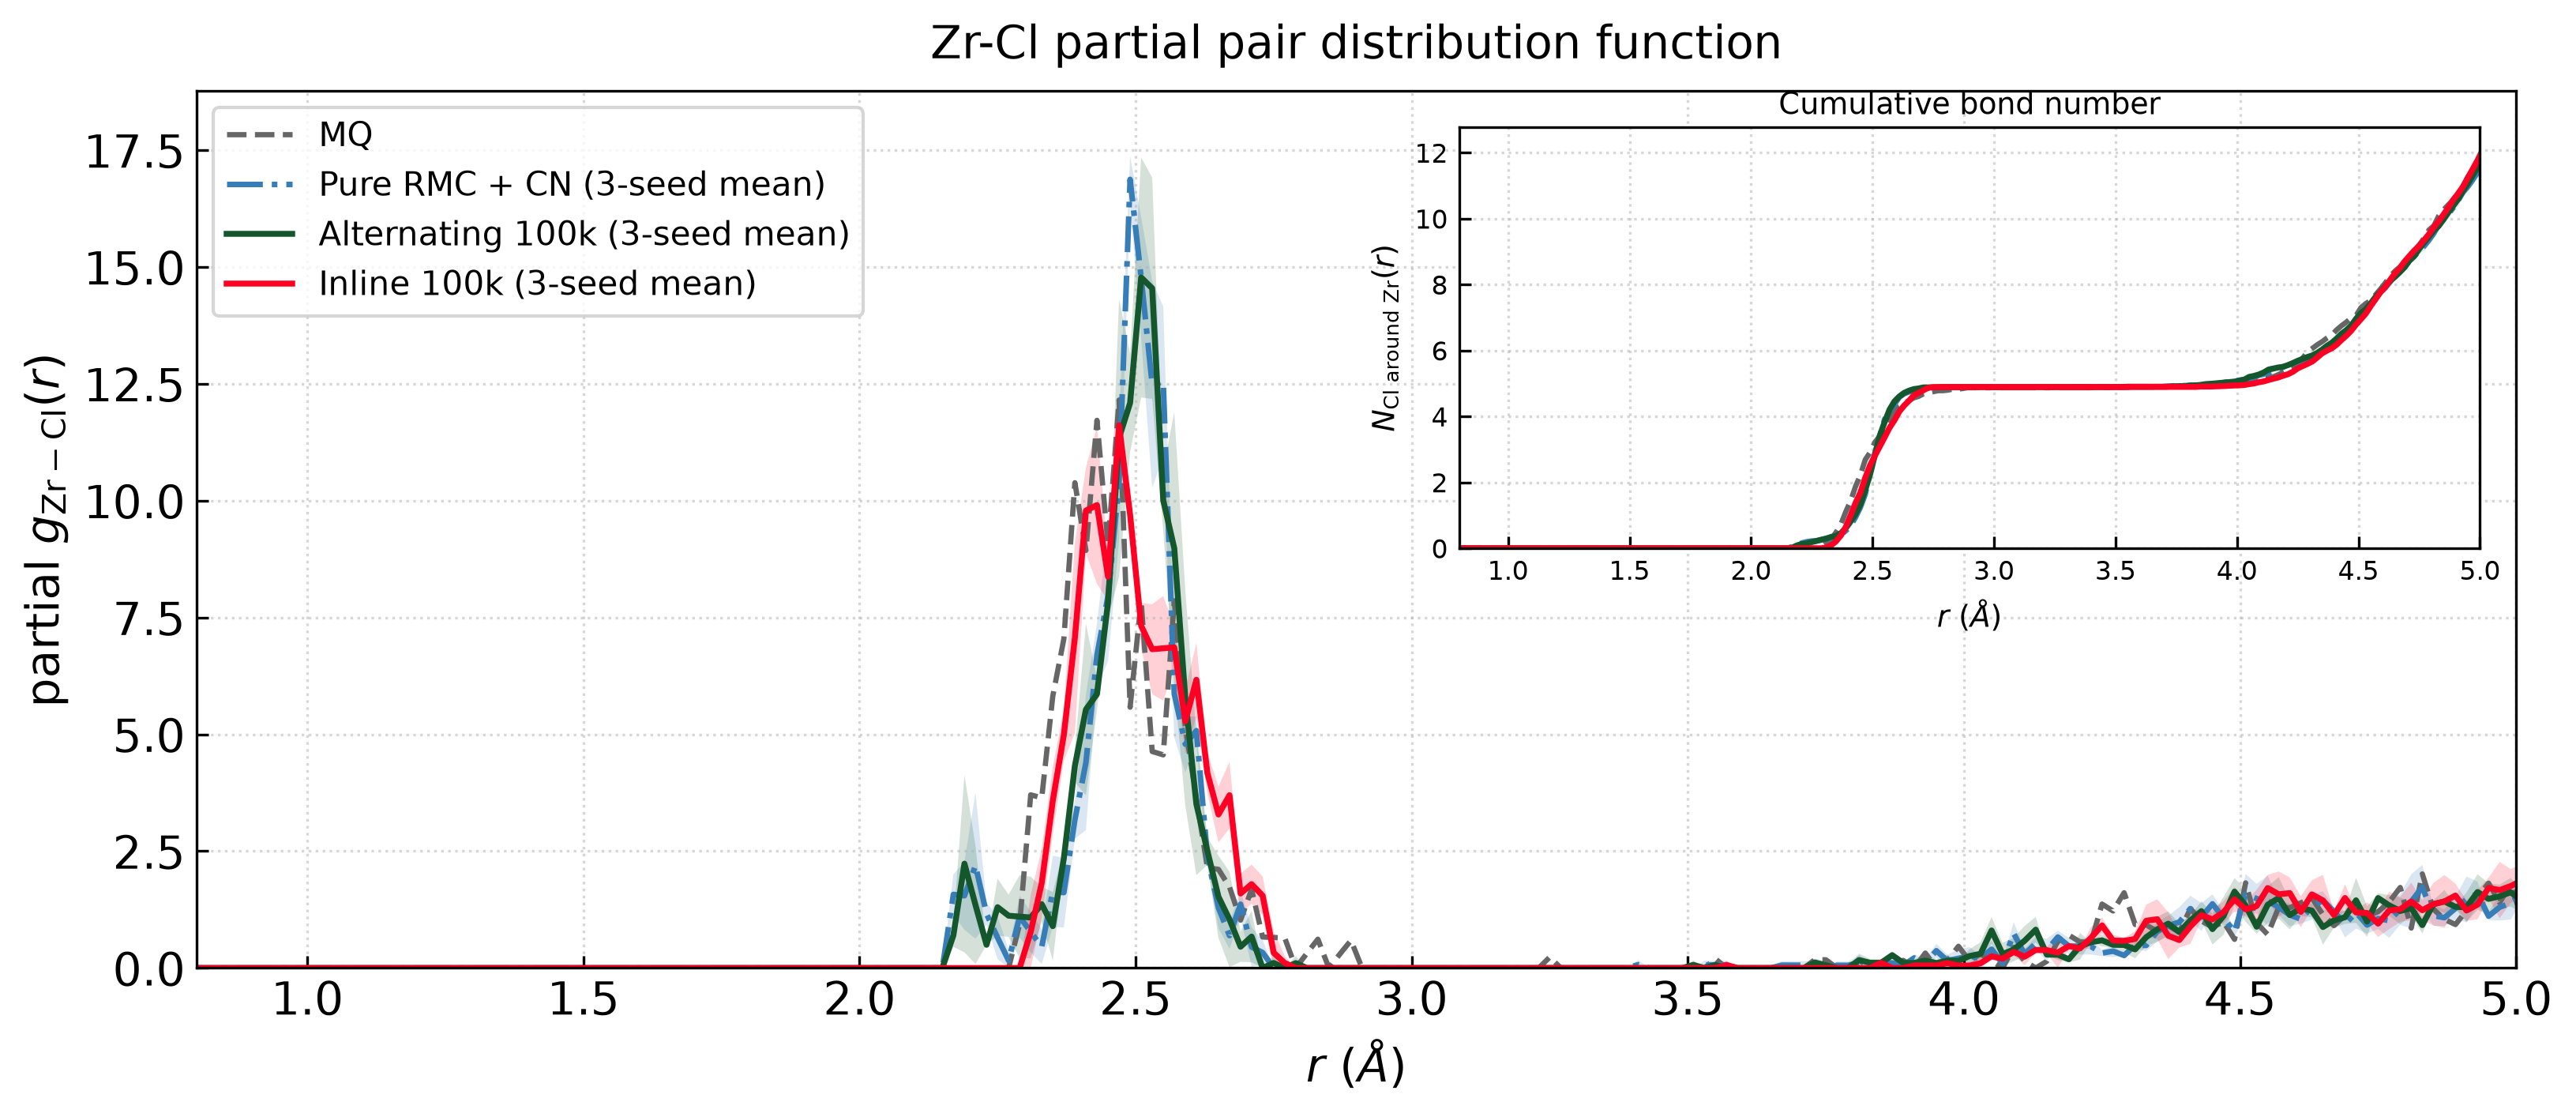 Zr-Cl partial pair distribution function
partial g_{Zr−Cl}(r)
17.5
15.0
12.5
10.0
7.5
5.0
2.5
0.0
MQ
Pure RMC + CN (3-seed mean)
Alternating 100k (3-seed mean)
Inline 100k (3-seed mean)
Cumulative bond number
N_{Cl around Zr}(r)
12
10
8
6
4
2
0
1.0 1.5 2.0 2.5 3.0 3.5 4.0 4.5 5.0
r (Å)
1.0 1.5 2.0 2.5 3.0 3.5 4.0 4.5 5.0
r (Å)